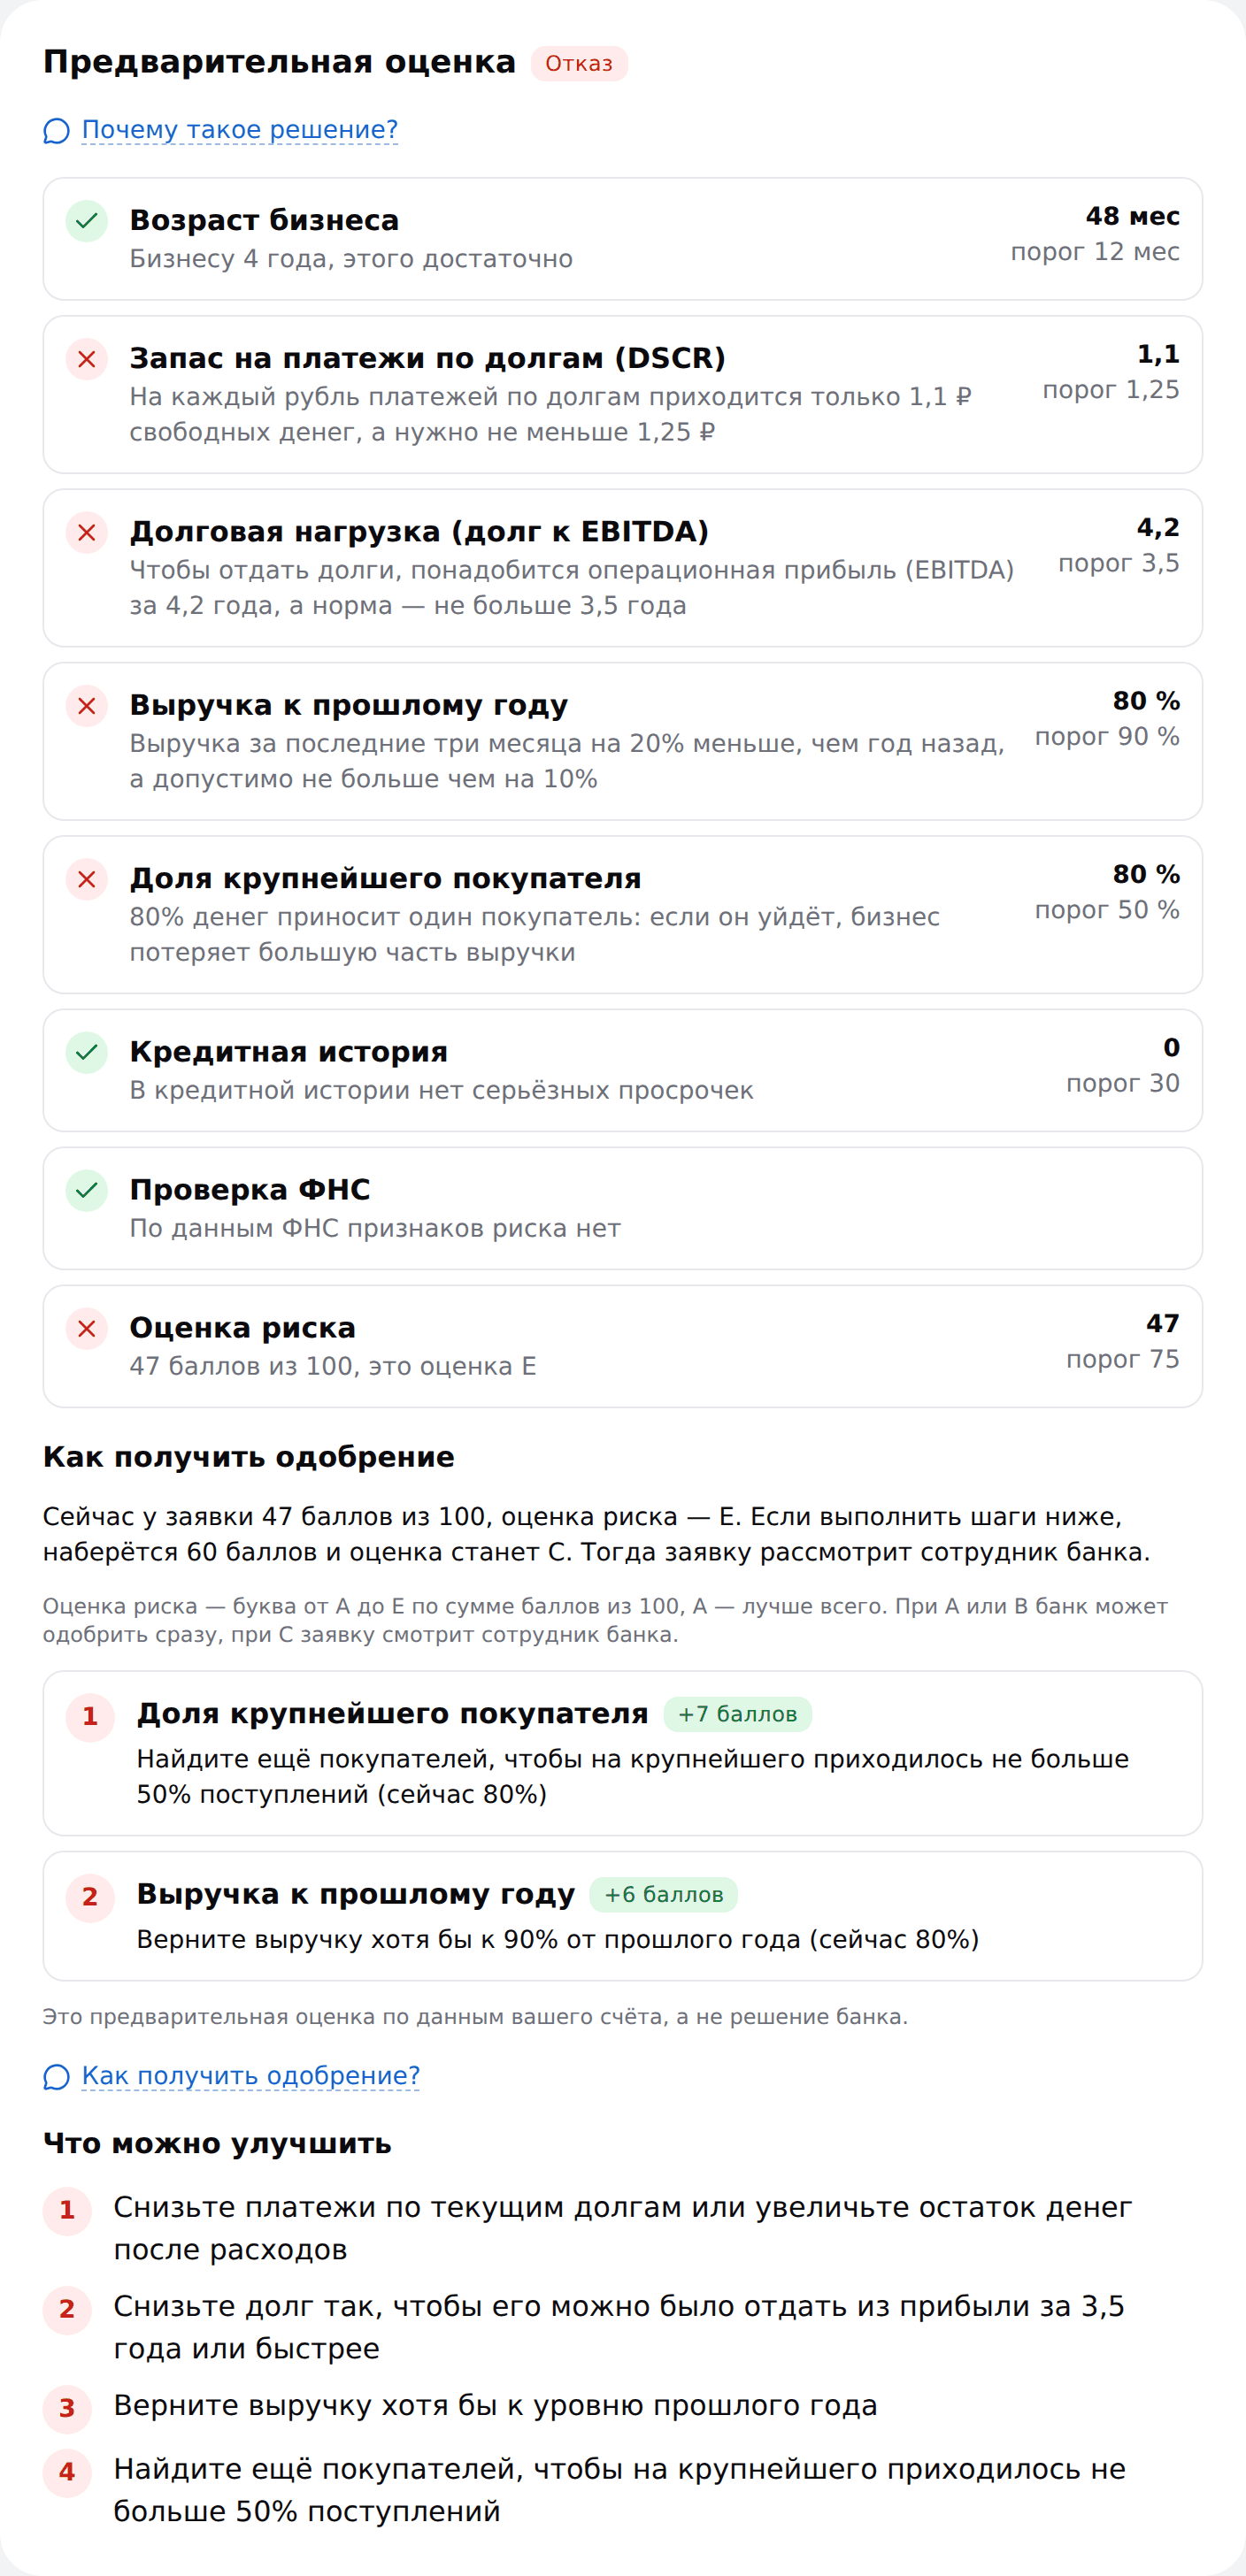 Предварительная оценка Отказ
Почему такое решение?
Возраст бизнеса
48 мес
Бизнесу 4 года, этого достаточно
порог 12 мес
Запас на платежи по долгам (DSCR)
1,1
На каждый рубль платежей по долгам приходится только 1,1 ₽
порог 1,25
свободных денег, а нужно не меньше 1,25 ₽
Долговая нагрузка (долг к EBITDA)
4,2
Чтобы отдать долги, понадобится операционная прибыль (EBITDA)
порог 3,5
за 4,2 года, а норма — не больше 3,5 года
Выручка к прошлому году
80 %
Выручка за последние три месяца на 20% меньше, чем год назад,
порог 90 %
а допустимо не больше чем на 10%
Доля крупнейшего покупателя
80 %
80% денег приносит один покупатель: если он уйдёт, бизнес
порог 50 %
потеряет большую часть выручки
Кредитная история
0
В кредитной истории нет серьёзных просрочек
порог 30
Проверка ФНС
По данным ФНС признаков риска нет
Оценка риска
47
47 баллов из 100, это оценка E
порог 75
Как получить одобрение
Сейчас у заявки 47 баллов из 100, оценка риска — E. Если выполнить шаги ниже,
наберётся 60 баллов и оценка станет C. Тогда заявку рассмотрит сотрудник банка.
Оценка риска — буква от A до E по сумме баллов из 100, A — лучше всего. При A или B банк может
одобрить сразу, при C заявку смотрит сотрудник банка.
1 Доля крупнейшего покупателя +7 баллов
Найдите ещё покупателей, чтобы на крупнейшего приходилось не больше
50% поступлений (сейчас 80%)
2 Выручка к прошлому году +6 баллов
Верните выручку хотя бы к 90% от прошлого года (сейчас 80%)
Это предварительная оценка по данным вашего счёта, а не решение банка.
Как получить одобрение?
Что можно улучшить
1 Снизьте платежи по текущим долгам или увеличьте остаток денег
после расходов
2 Снизьте долг так, чтобы его можно было отдать из прибыли за 3,5
года или быстрее
3 Верните выручку хотя бы к уровню прошлого года
4 Найдите ещё покупателей, чтобы на крупнейшего приходилось не
больше 50% поступлений